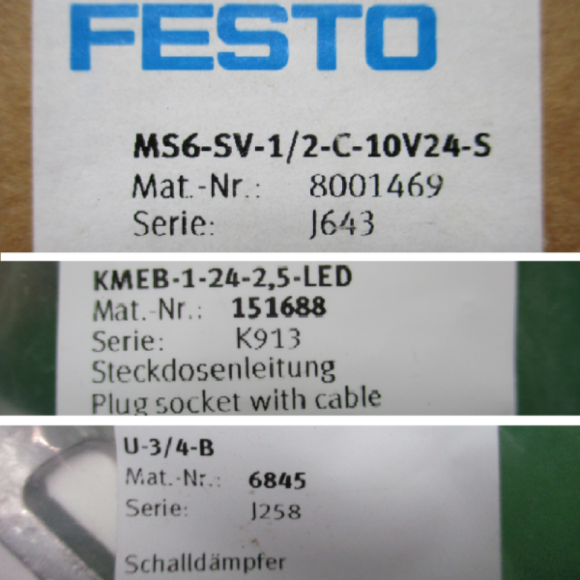 FESTO
MS6-SV-1/2-C-10V24-S
Mat.-Nr.: 8001469
Serie: J643
KMEB-1-24-2,5-LED
Mat.-Nr.: 151688
Serie: K913
Steckdosenleitung
Plug socket with cable
U-3/4-B
Mat.-Nr.: 6845
Serie: J258
Schalldämpfer